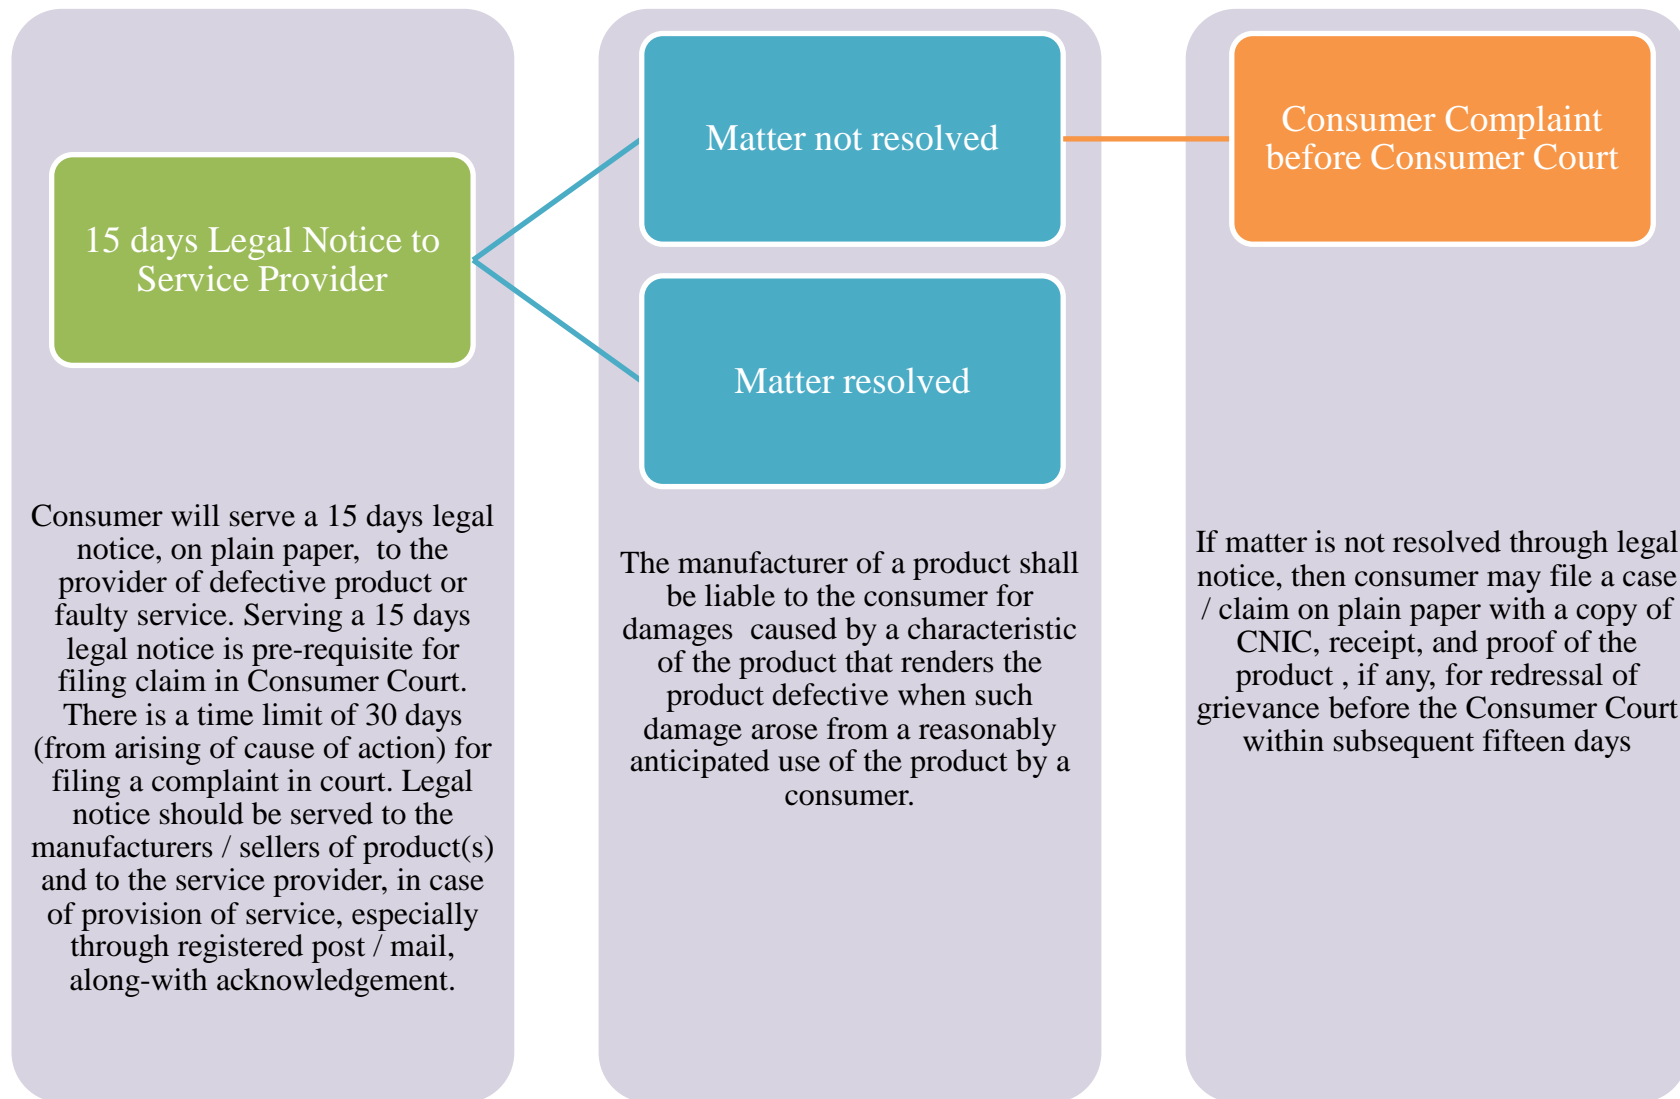 15 days Legal Notice to
Service Provider
Consumer will serve a 15 days legal
notice, on plain paper, to the
provider of defective product or
faulty service. Serving a 15 days
legal notice is pre-requisite for
filing claim in Consumer Court.
There is a time limit of 30 days
(from arising of cause of action) for
filing a complaint in court. Legal
notice should be served to the
manufacturers / sellers of product(s)
and to the service provider, in case
of provision of service, especially
through registered post / mail,
along-with acknowledgement.
Matter not resolved
Matter resolved
The manufacturer of a product shall
be liable to the consumer for
damages caused by a characteristic
of the product that renders the
product defective when such
damage arose from a reasonably
anticipated use of the product by a
consumer.
Consumer Complaint
before Consumer Court
If matter is not resolved through legal
notice, then consumer may file a case
/ claim on plain paper with a copy of
CNIC, receipt, and proof of the
product , if any, for redressal of
grievance before the Consumer Court
within subsequent fifteen days